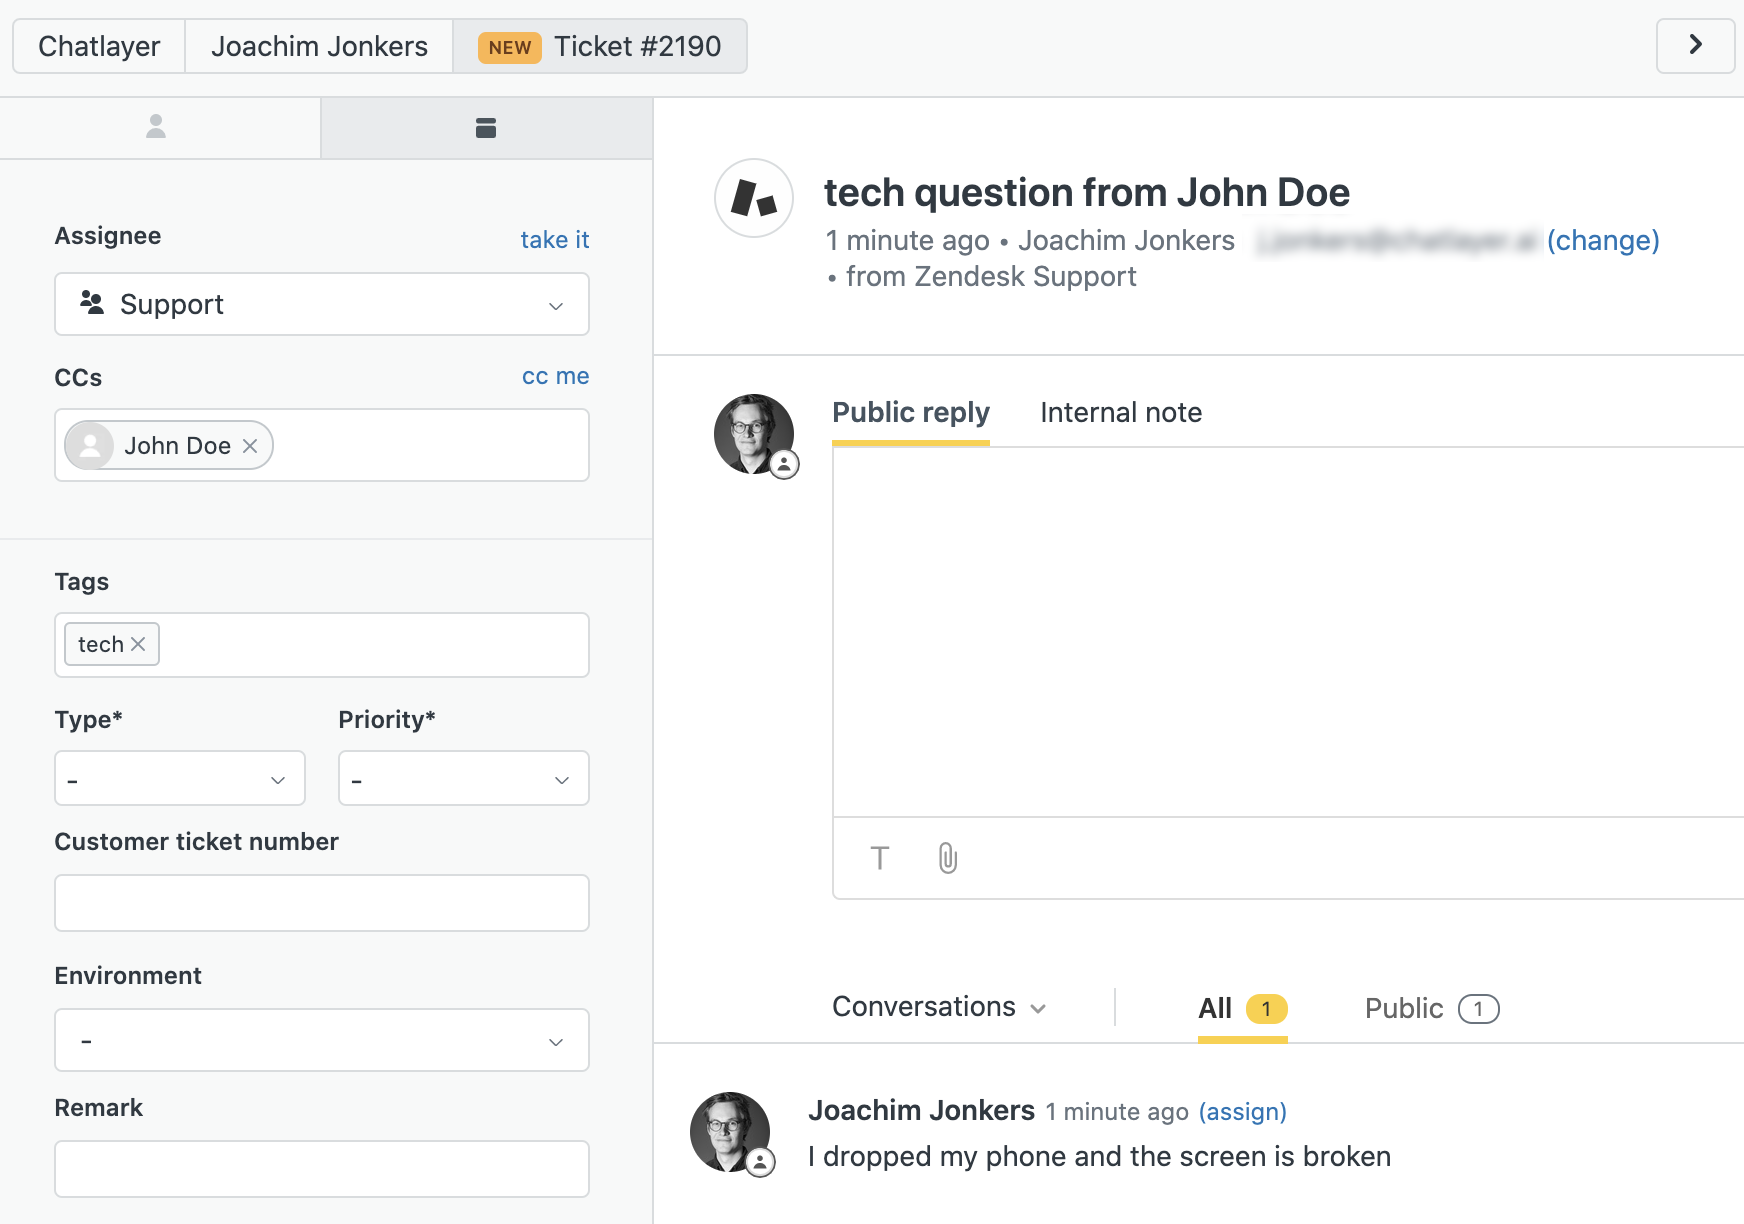 Chatlayer
Joachim Jonkers
NEW Ticket #2190
Assignee
take it
Support
CCs
cc me
John Doe
Tags
tech
Type*
Priority*
-
-
Customer ticket number
Environment
-
Remark
tech question from John Doe
1 minute ago • Joachim Jonkers (change)
• from Zendesk Support
Public reply
Internal note
T
Conversations
All 1
Public 1
Joachim Jonkers 1 minute ago (assign)
I dropped my phone and the screen is broken